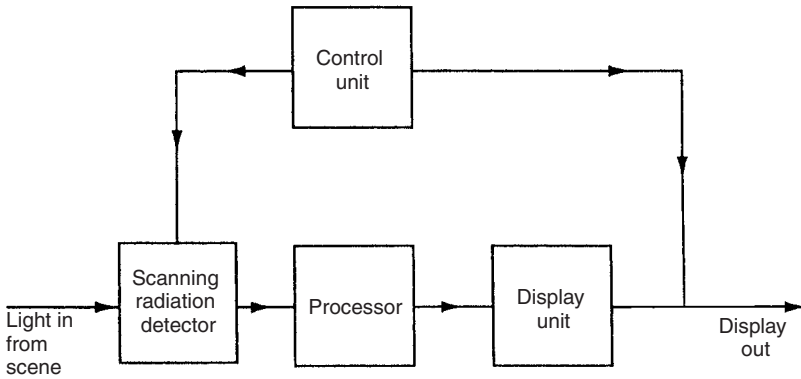 Control
unit
Scanning
radiation
detector
Processor
Display
unit
Light in
from
scene
Display
out